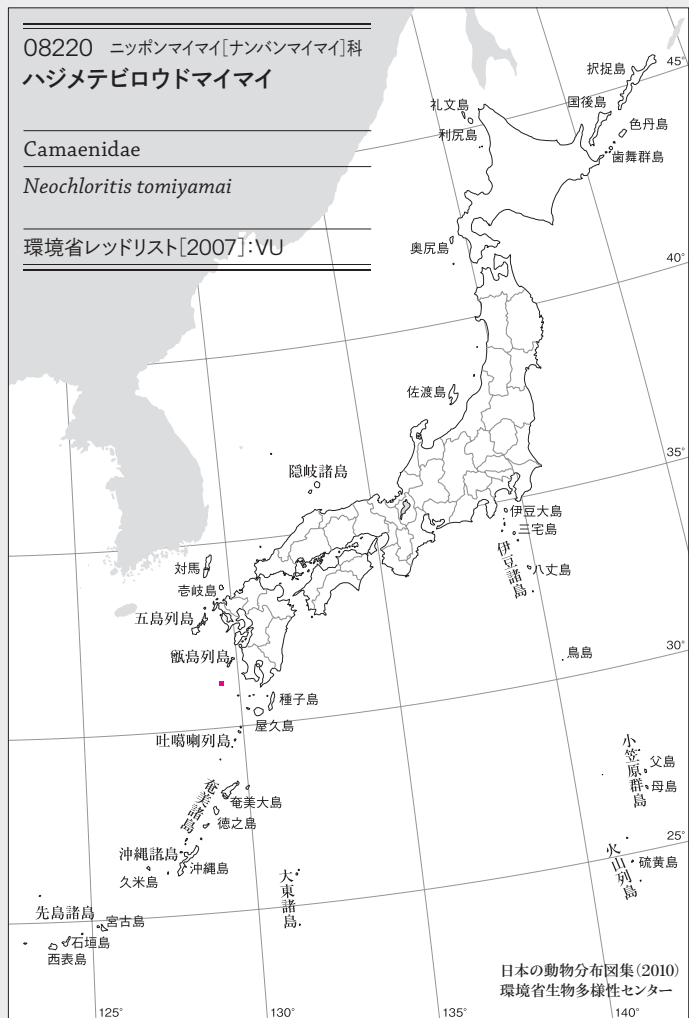 08220 ニッポンマイマイ[ナンバンマイマイ]科
ハジメテビロウドマイマイ
Camaenidae
Neochloritis tomiyamai
環境省レッドリスト[2007]:VU
択捉島
45°
国後島
礼文島
色丹島
利尻島
歯舞群島
奥尻島
40°
佐渡島
35°
隠岐諸島
伊豆大島
三宅島
伊豆諸島
八丈島
対馬
壱岐島
五島列島
甑島列島
鳥島
30°
種子島
屋久島
吐噶喇列島
小笠原群島
父島
母島
奄美諸島
奄美大島
徳之島
25°
沖縄諸島
沖縄島
久米島
火山列島
硫黄島
大東諸島
先島諸島
宮古島
石垣島
西表島
日本の動物分布図集(2010)
環境省生物多様性センター
125°
130°
135°
140°